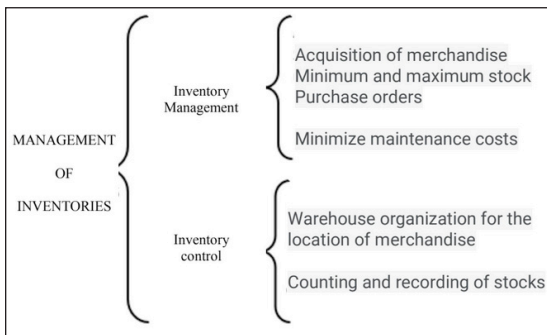 MANAGEMENT
OF
INVENTORIES
Inventory
Management
Acquisition of merchandise
Minimum and maximum stock
Purchase orders
Minimize maintenance costs
Inventory
control
Warehouse organization for the
location of merchandise
Counting and recording of stocks